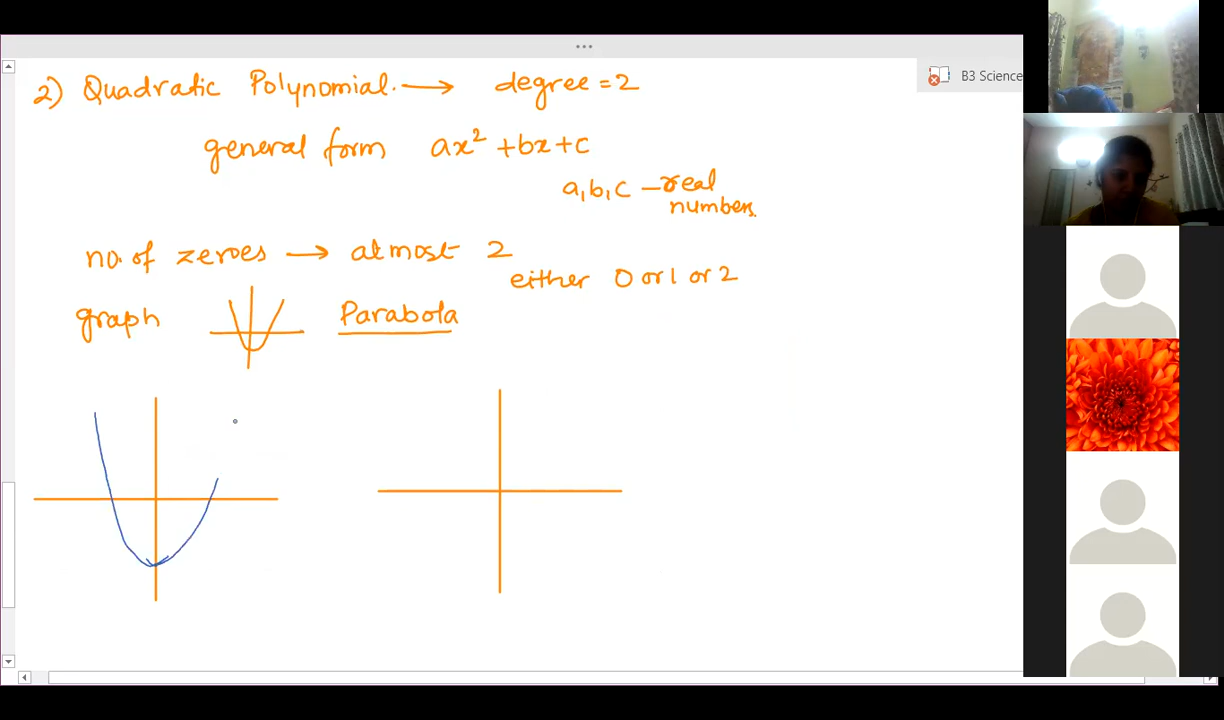 B3 Science
2) Quadratic Polynomial. → degree = 2
general form ax² + bx + c
a, b, c — real
numbers.
no. of zeroes → atmost 2
either 0 or 1 or 2
graph Parabola